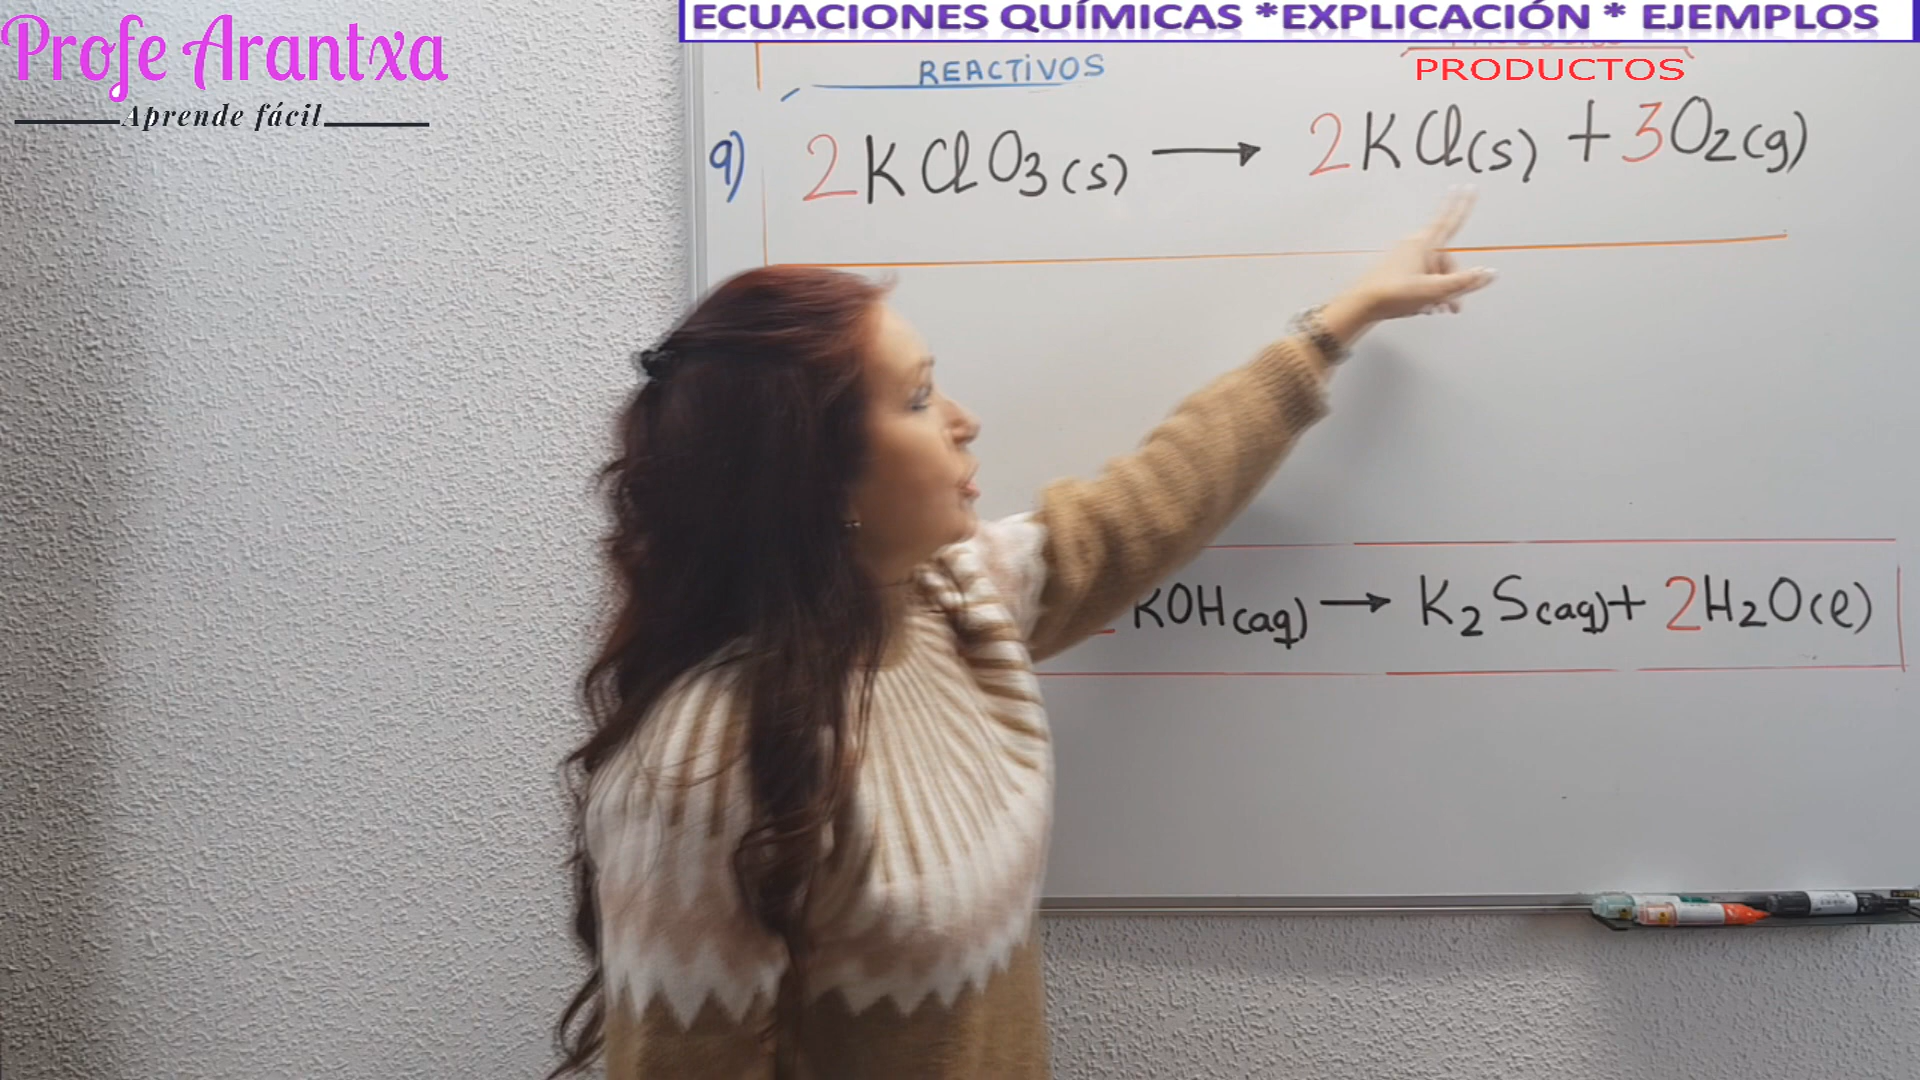 Profe Arantxa
Aprende fácil
ECUACIONES QUÍMICAS *EXPLICACIÓN * EJEMPLOS
REACTIVOS
PRODUCTOS
9) 2KClO₃(s) → 2KCl(s) + 3O₂(g)
KOH(aq) → K₂S(aq) + 2H₂O(l)